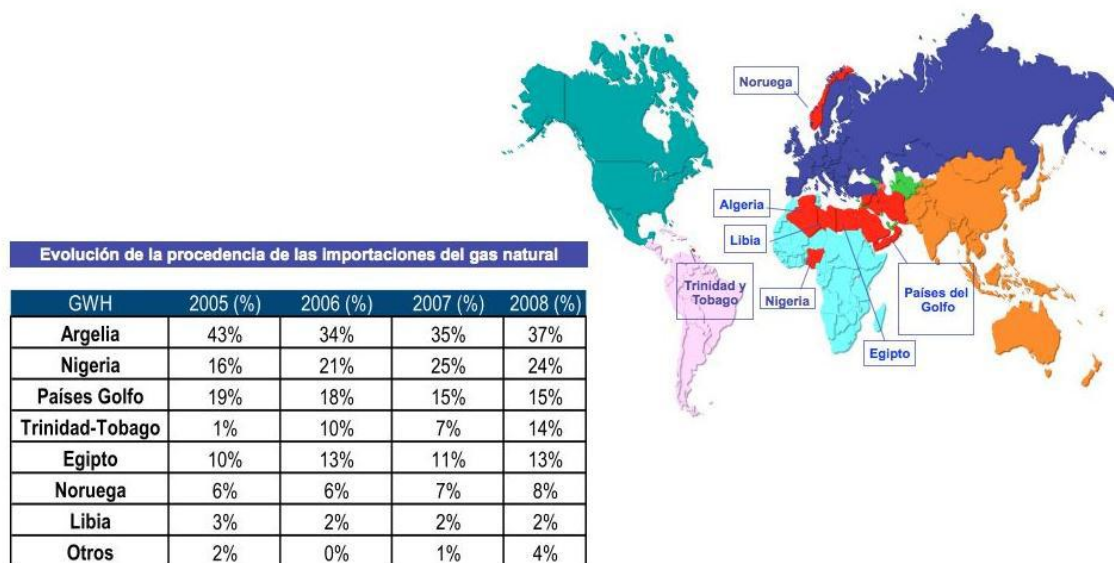 Evolución de la procedencia de las importaciones del gas natural
GWH 2005 (%) 2006 (%) 2007 (%) 2008 (%)
Argelia 43% 34% 35% 37%
Nigeria 16% 21% 25% 24%
Países Golfo 19% 18% 15% 15%
Trinidad-Tobago 1% 10% 7% 14%
Egipto 10% 13% 11% 13%
Noruega 6% 6% 7% 8%
Libia 3% 2% 2% 2%
Otros 2% 0% 1% 4%
Noruega
Algeria
Libia
Trinidad y
Tobago
Nigeria
Países del
Golfo
Egipto